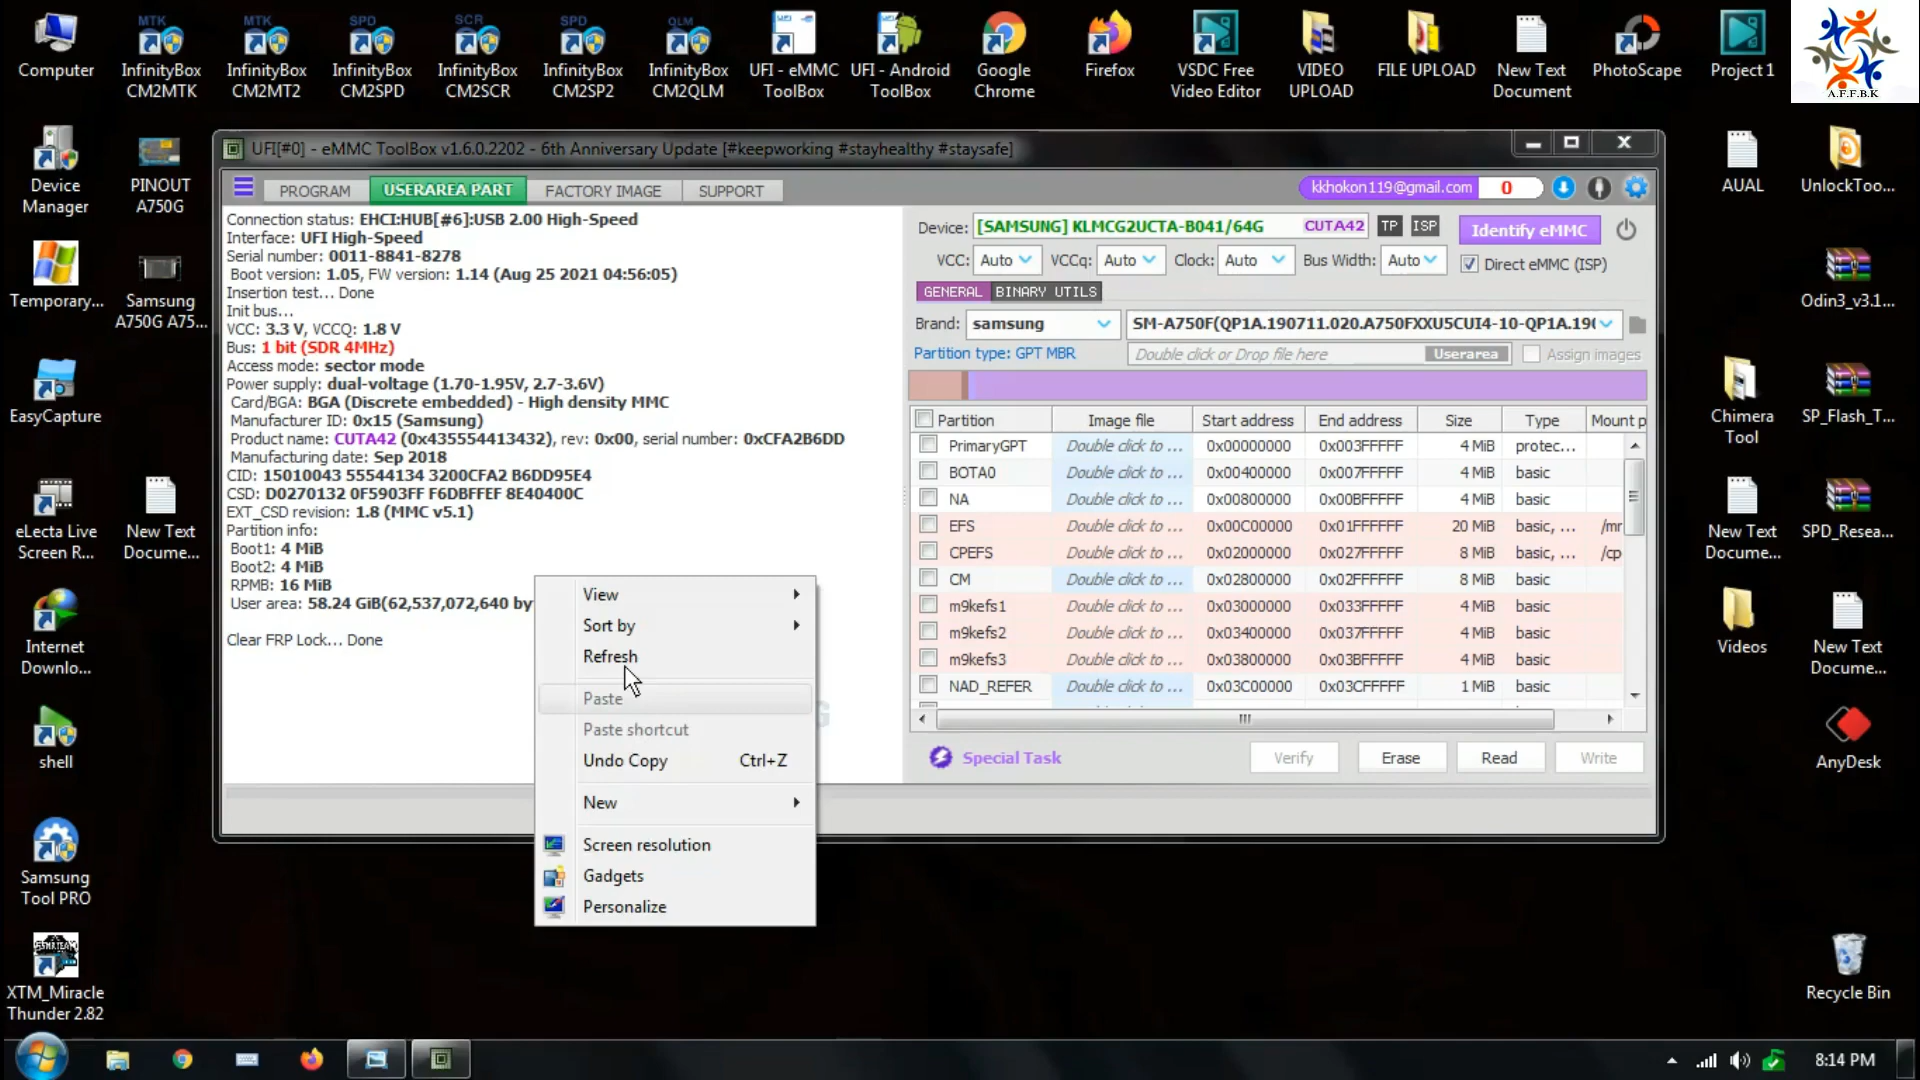 Computer
InfinityBox
CM2MTK
InfinityBox
CM2MT2
InfinityBox
CM2SPD
InfinityBox
CM2SCR
InfinityBox
CM2SP2
InfinityBox
CM2QLM
UFI - eMMC
ToolBox
UFI - Android
ToolBox
Google
Chrome
Firefox
VSDC Free
Video Editor
VIDEO
UPLOAD
FILE UPLOAD
New Text
Document
PhotoScape
Project 1
A.F.F.B.K
MTK
MTK
SPD
SCR
SPD
QLM
Device
Manager
PINOUT
A750G
Temporary...
Samsung
A750G A75...
EasyCapture
eLecta Live
Screen R...
New Text
Docume...
Internet
Downlo...
shell
Samsung
Tool PRO
XTM_Miracle
Thunder 2.82
UFI[#0] - eMMC ToolBox v1.6.0.2202 - 6th Anniversary Update [#keepworking #stayhealthy #staysafe]
PROGRAM
USERAREA PART
FACTORY IMAGE
SUPPORT
kkhokon119@gmail.com
0
Connection status: EHCI:HUB[#6]:USB 2.00 High-Speed
Interface: UFI High-Speed
Serial number: 0011-8841-8278
Boot version: 1.05, FW version: 1.14 (Aug 25 2021 04:56:05)
Insertion test... Done
Init bus...
VCC: 3.3 V, VCCQ: 1.8 V
Bus: 1 bit (SDR 4MHz)
Access mode: sector mode
Power supply: dual-voltage (1.70-1.95V, 2.7-3.6V)
Card/BGA: BGA (Discrete embedded) - High density MMC
Manufacturer ID: 0x15 (Samsung)
Product name: CUTA42 (0x435554413432), rev: 0x00, serial number: 0xCFA2B6DD
Manufacturing date: Sep 2018
CID: 15010043 55544134 3200CFA2 B6DD95E4
CSD: D0270132 0F5903FF F6DBFFEF 8E40400C
EXT_CSD revision: 1.8 (MMC v5.1)
Partition info:
Boot1: 4 MiB
Boot2: 4 MiB
RPMB: 16 MiB
User area: 58.24 GiB(62,537,072,640 by
Clear FRP Lock... Done
View
Sort by
Refresh
Paste
Paste shortcut
Undo Copy Ctrl+Z
New
Screen resolution
Gadgets
Personalize
Device: [SAMSUNG] KLMCG2UCTA-B041/64G CUTA42 TP ISP Identify eMMC
VCC: Auto VCCq: Auto Clock: Auto Bus Width: Auto Direct eMMC (ISP)
GENERAL BINARY UTILS
Brand: samsung SM-A750F(QP1A.190711.020.A750FXXU5CUI4-10-QP1A.19(
Partition type: GPT MBR Double click or Drop file here Userarea Assign images
Partition Image file Start address End address Size Type Mount p
PrimaryGPT Double click to ... 0x00000000 0x003FFFFF 4 MiB protec...
BOTA0 Double click to ... 0x00400000 0x007FFFFF 4 MiB basic
NA Double click to ... 0x00800000 0x00BFFFFF 4 MiB basic
EFS Double click to ... 0x00C00000 0x01FFFFFF 20 MiB basic, ... /mr
CPEFS Double click to ... 0x02000000 0x027FFFFF 8 MiB basic, ... /cp
CM Double click to ... 0x02800000 0x02FFFFFF 8 MiB basic
m9kefs1 Double click to ... 0x03000000 0x033FFFFF 4 MiB basic
m9kefs2 Double click to ... 0x03400000 0x037FFFFF 4 MiB basic
m9kefs3 Double click to ... 0x03800000 0x03BFFFFF 4 MiB basic
NAD_REFER Double click to ... 0x03C00000 0x03CFFFFF 1 MiB basic
Special Task
Verify
Erase
Read
Write
AUAL
UnlockToo...
Odin3_v3.1...
Chimera
Tool
SP_Flash_T...
New Text
Docume...
SPD_Resea...
Videos
New Text
Docume...
AnyDesk
Recycle Bin
8:14 PM